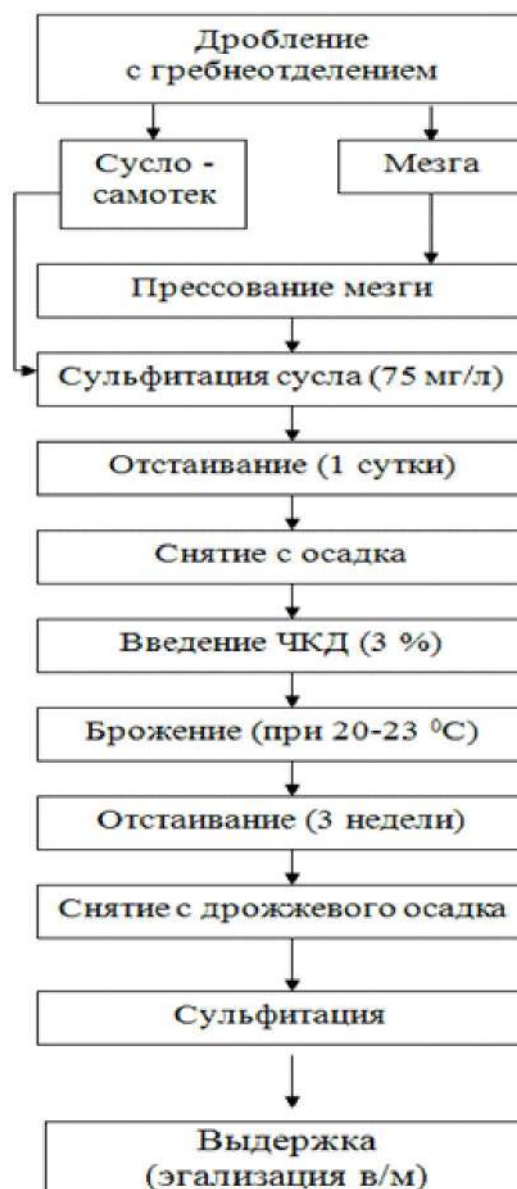 Дробление
с гребнеотделением
Сусло -
самотек
Мезга
Прессование мезги
Сульфитация сусла (75 мг/л)
Отстаивание (1 сутки)
Снятие с осадка
Введение ЧКД (3 %)
Брожение (при 20-23 ⁰С)
Отстаивание (3 недели)
Снятие с дрожжевого осадка
Сульфитация
Выдержка
(эгализация в/м)